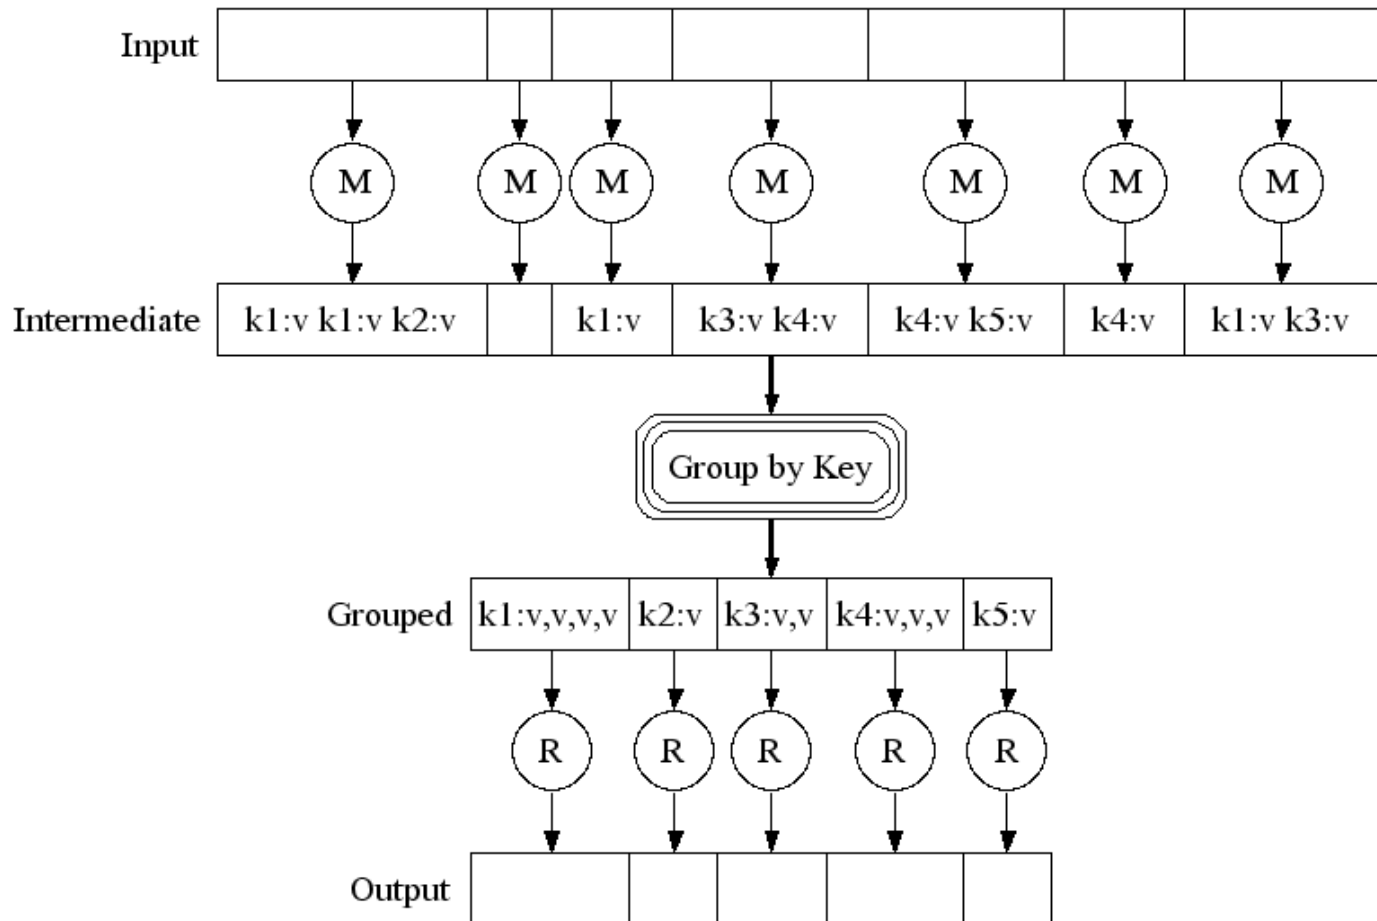 Input
M M M M M M M
Intermediate k1:v k1:v k2:v k1:v k3:v k4:v k4:v k5:v k4:v k1:v k3:v
Group by Key
Grouped k1:v,v,v,v k2:v k3:v,v k4:v,v,v k5:v
R R R R R
Output